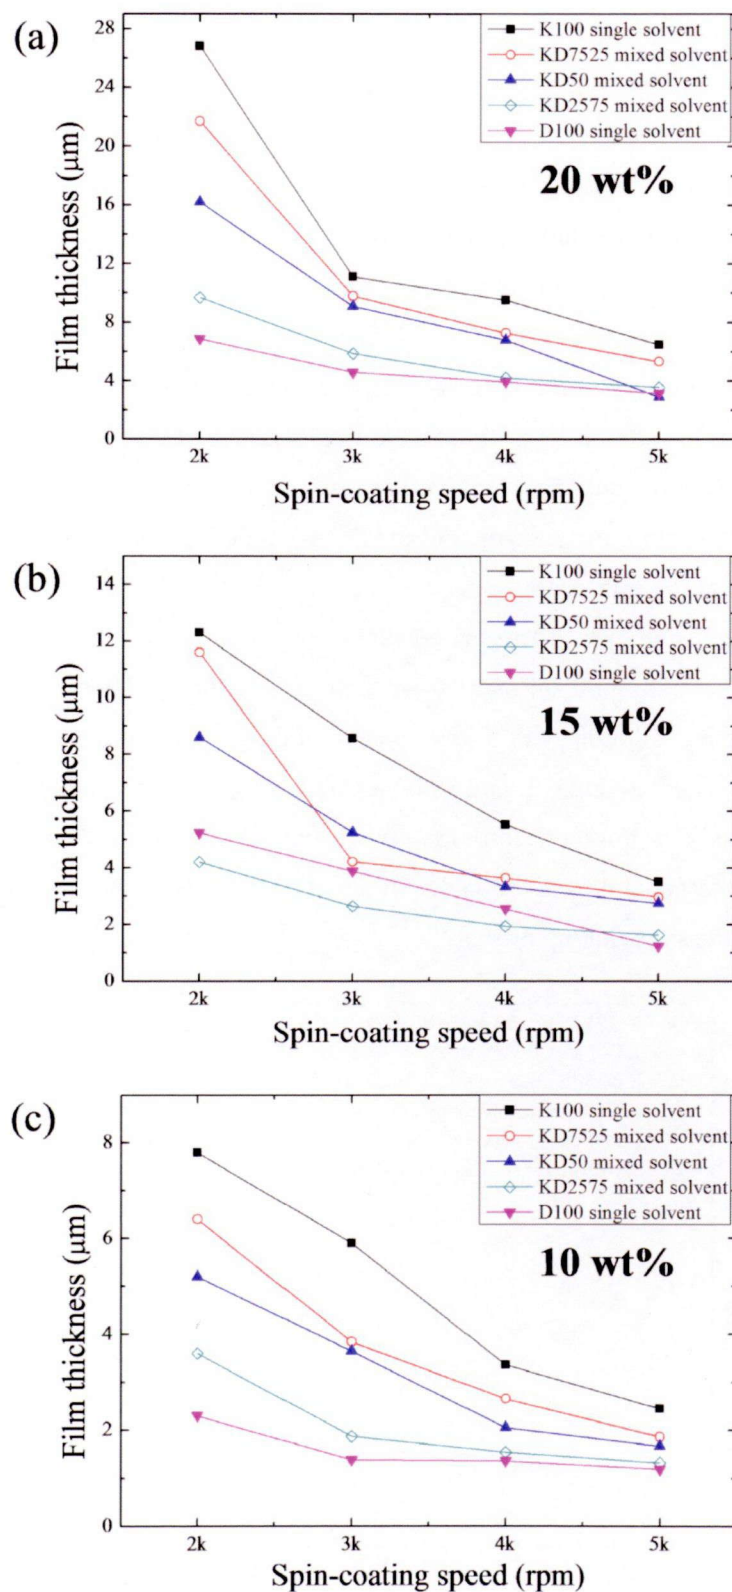 (a)
28
24
20
16
12
8
4
0
Film thickness (μm)
K100 single solvent
KD7525 mixed solvent
KD50 mixed solvent
KD2575 mixed solvent
D100 single solvent
20 wt%
2k 3k 4k 5k
Spin-coating speed (rpm)
(b)
14
12
10
8
6
4
2
0
Film thickness (μm)
K100 single solvent
KD7525 mixed solvent
KD50 mixed solvent
KD2575 mixed solvent
D100 single solvent
15 wt%
2k 3k 4k 5k
Spin-coating speed (rpm)
(c)
8
6
4
2
0
Film thickness (μm)
K100 single solvent
KD7525 mixed solvent
KD50 mixed solvent
KD2575 mixed solvent
D100 single solvent
10 wt%
2k 3k 4k 5k
Spin-coating speed (rpm)